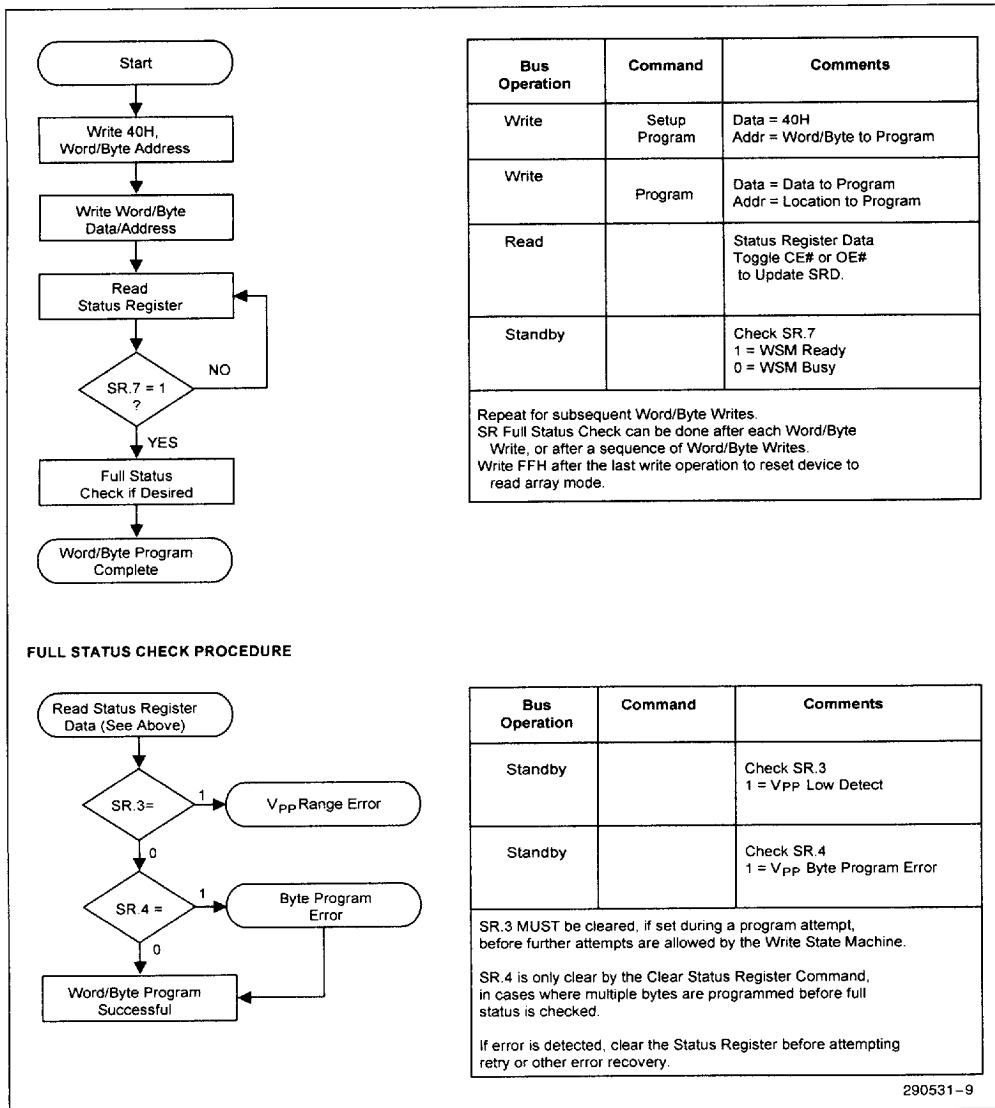 Start
Write 40H,
Word/Byte Address
Write Word/Byte
Data/Address
Read
Status Register
NO
SR.7 = 1
?
YES
Full Status
Check if Desired
Word/Byte Program
Complete
Bus
Operation
Command
Comments
Write
Setup
Program
Data = 40H
Addr = Word/Byte to Program
Write
Program
Data = Data to Program
Addr = Location to Program
Read
Status Register Data
Toggle CE# or OE#
to Update SRD.
Standby
Check SR.7
1 = WSM Ready
0 = WSM Busy
Repeat for subsequent Word/Byte Writes.
SR Full Status Check can be done after each Word/Byte
Write, or after a sequence of Word/Byte Writes.
Write FFH after the last write operation to reset device to
read array mode.
FULL STATUS CHECK PROCEDURE
Read Status Register
Data (See Above)
SR.3=
1
VPP Range Error
0
SR.4 =
1
Byte Program
Error
0
Word/Byte Program
Successful
Bus
Operation
Command
Comments
Standby
Check SR.3
1 = VPP Low Detect
Standby
Check SR.4
1 = VPP Byte Program Error
SR.3 MUST be cleared, if set during a program attempt,
before further attempts are allowed by the Write State Machine.
SR.4 is only clear by the Clear Status Register Command,
in cases where multiple bytes are programmed before full
status is checked.
If error is detected, clear the Status Register before attempting
retry or other error recovery.
290531-9